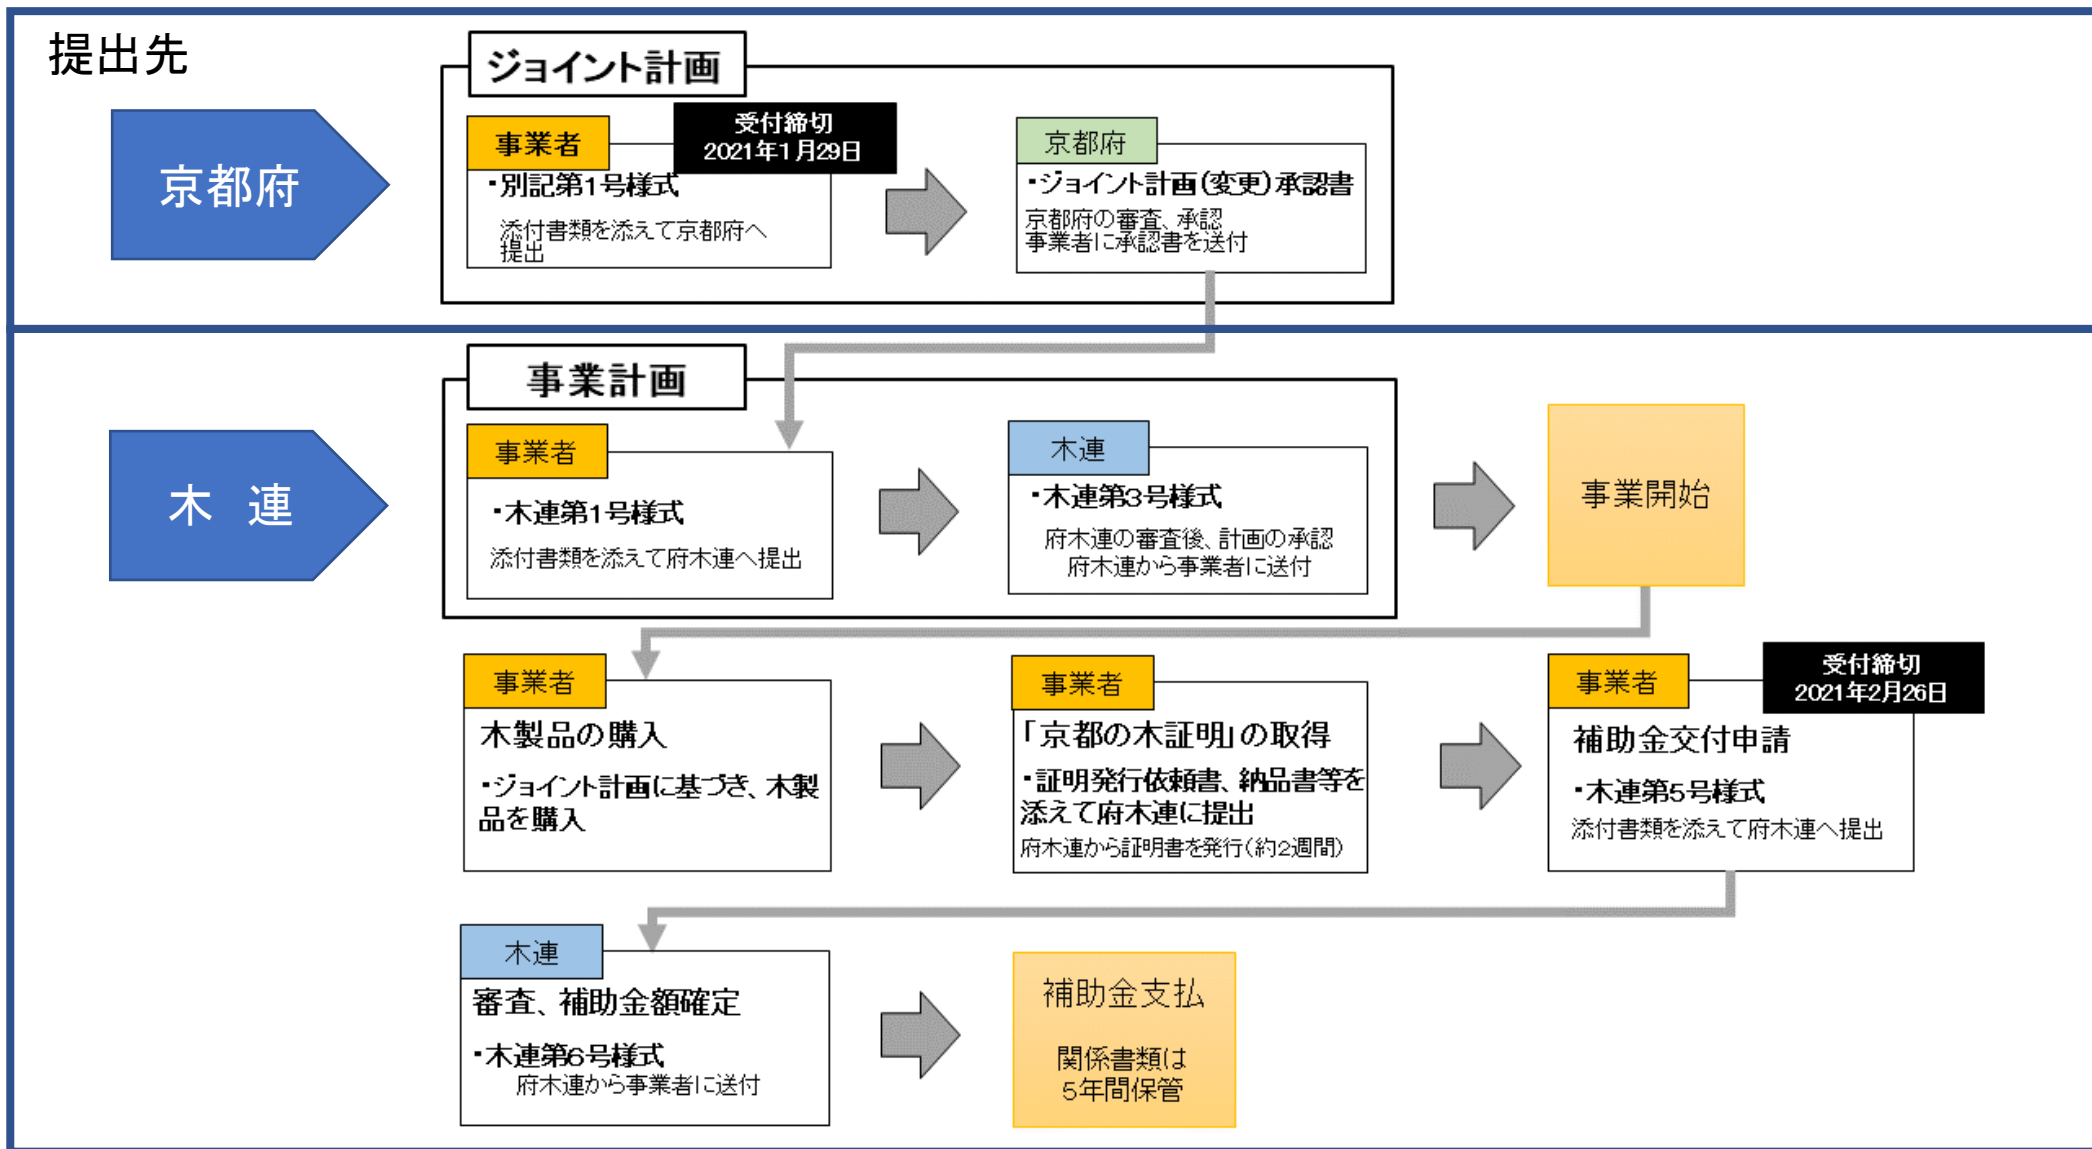 提出先
京都府
ジョイント計画
事業者
受付締切
2021年1月29日
・別記第1号様式
添付書類を添えて京都府へ
提出
京都府
・ジョイント計画(変更)承認書
京都府の審査、承認
事業者に承認書を送付
木 連
事業計画
事業者
・木連第1号様式
添付書類を添えて府木連へ提出
木連
・木連第3号様式
府木連の審査後、計画の承認
府木連から事業者に送付
事業開始
事業者
木製品の購入
・ジョイント計画に基づき、木製
品を購入
事業者
「京都の木証明」の取得
・証明発行依頼書、納品書等を
添えて府木連に提出
府木連から証明書を発行(約2週間)
事業者
受付締切
2021年2月26日
補助金交付申請
・木連第5号様式
添付書類を添えて府木連へ提出
木連
審査、補助金額確定
・木連第6号様式
府木連から事業者に送付
補助金支払
関係書類は
5年間保管